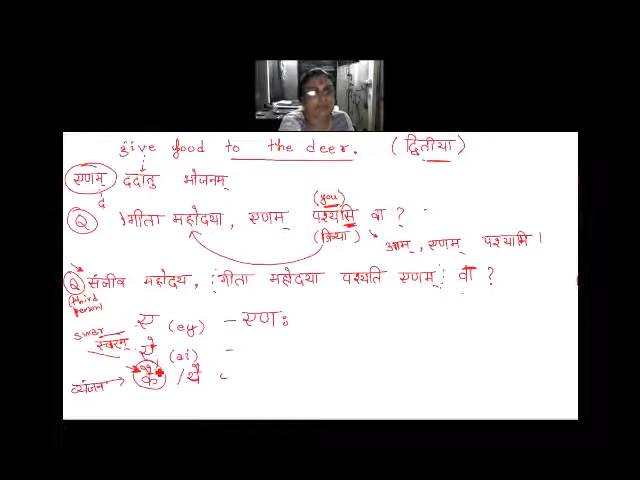 give food to the deer. (द्वितीया)
एणम् ददातु भोजनम्
द
(you)
Q गीता महोदया, एणम् पश्यसि वा ?
(क्रिया) आम्, एणम् पश्यामि ।
Q संजीव महोदय, गीता महोदया पश्यति एणम् वा ?
(third person)
swar
स्वरम्
ए (ey) – एणः
ऐ (ai) –
व्यंजन → के / थै